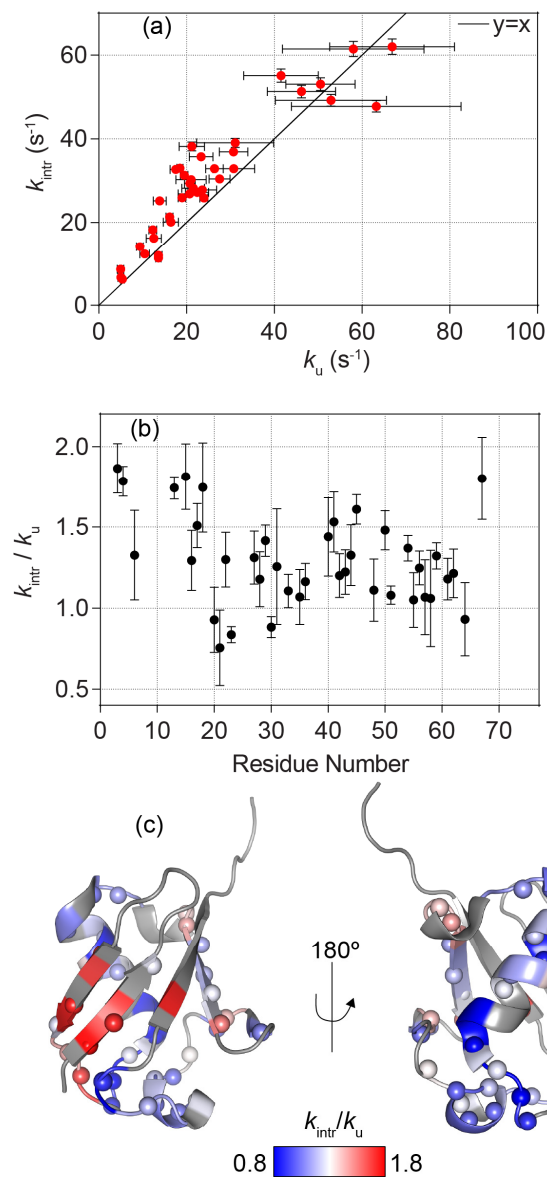 (a)
y=x
60
40
20
0
k_intr (s⁻¹)
0 20 40 60 80 100
k_u (s⁻¹)
(b)
2.0
1.5
1.0
0.5
k_intr / k_u
0 10 20 30 40 50 60 70
Residue Number
(c)
180º
k_intr/k_u
0.8 1.8